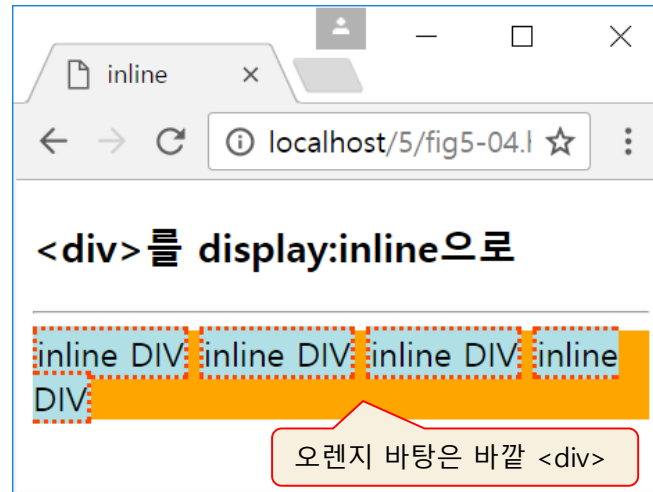 inline
localhost/5/fig5-04.
<div>를 display:inline으로
inline DIV inline DIV inline DIV inline
DIV
오렌지 바탕은 바깥 <div>